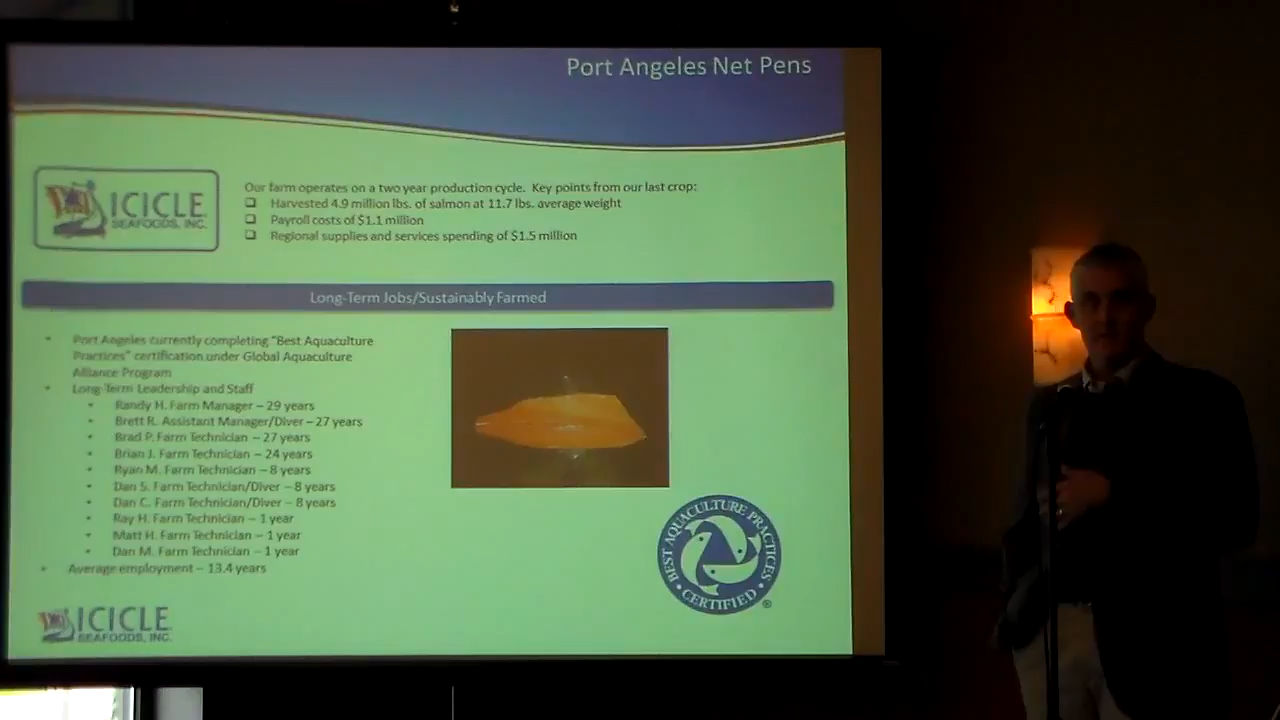 Port Angeles Net Pens
ICICLE
SEAFOODS, INC.
Our farm operates on a two year production cycle. Key points from our last crop:
❑ Harvested 4.9 million lbs. of salmon at 11.7 lbs. average weight
❑ Payroll costs of $1.1 million
❑ Regional supplies and services spending of $1.5 million
Long-Term Jobs/Sustainably Farmed
• Port Angeles currently completing "Best Aquaculture
Practices" certification under Global Aquaculture
Alliance Program
• Long-Term Leadership and Staff
• Randy H. Farm Manager – 29 years
• Brett R. Assistant Manager/Diver – 27 years
• Brad P. Farm Technician – 27 years
• Brian J. Farm Technician – 24 years
• Ryan M. Farm Technician – 8 years
• Dan S. Farm Technician/Diver – 8 years
• Dan C. Farm Technician/Diver – 8 years
• Ray H. Farm Technician – 1 year
• Matt H. Farm Technician – 1 year
• Dan M. Farm Technician – 1 year
• Average employment – 13.4 years
BEST AQUACULTURE PRACTICES
• CERTIFIED • ®
ICICLE
SEAFOODS, INC.